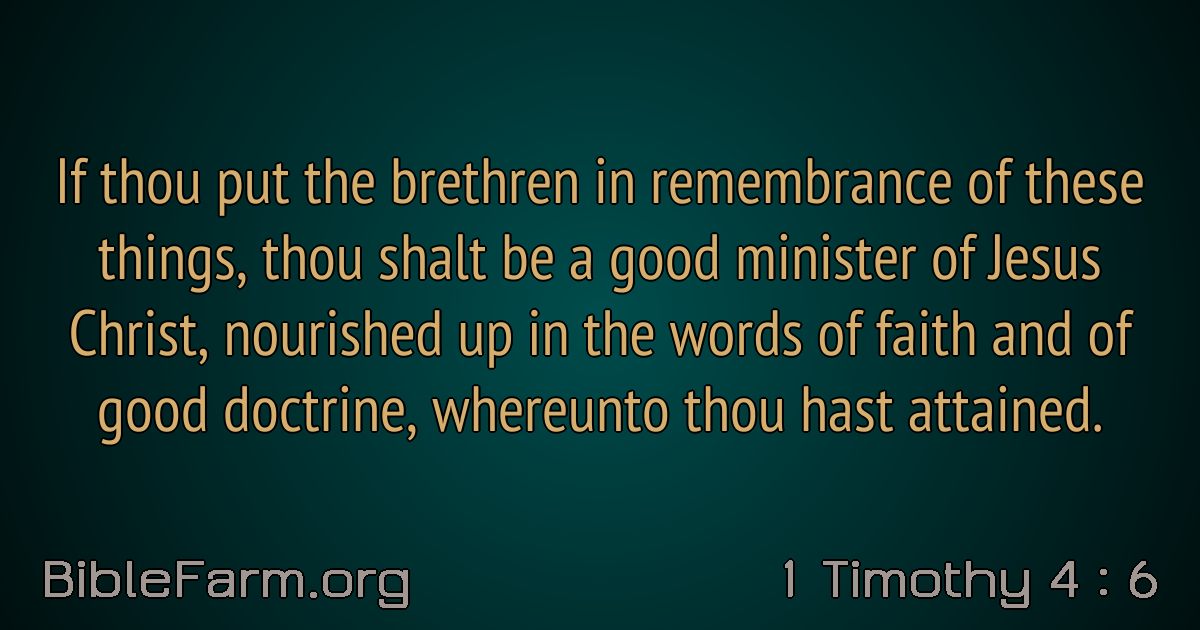 If thou put the brethren in remembrance of these
things, thou shalt be a good minister of Jesus
Christ, nourished up in the words of faith and of
good doctrine, whereunto thou hast attained.
BibleFarm.org
1 Timothy 4 : 6